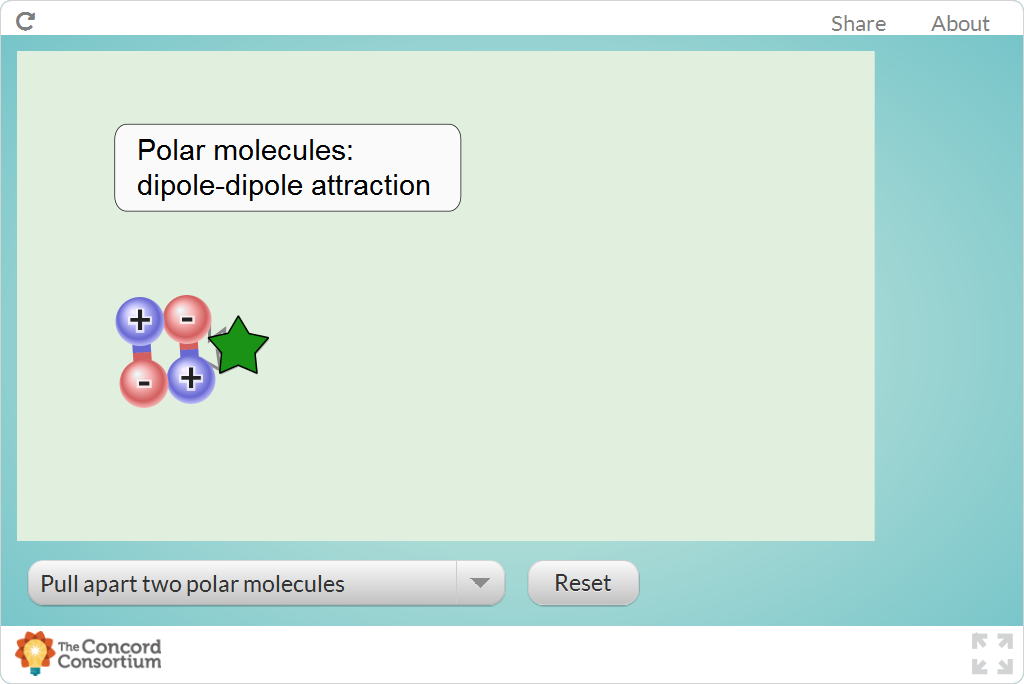 Share About
Polar molecules:
dipole-dipole attraction
+ -
- +
Pull apart two polar molecules Reset
The Concord
Consortium